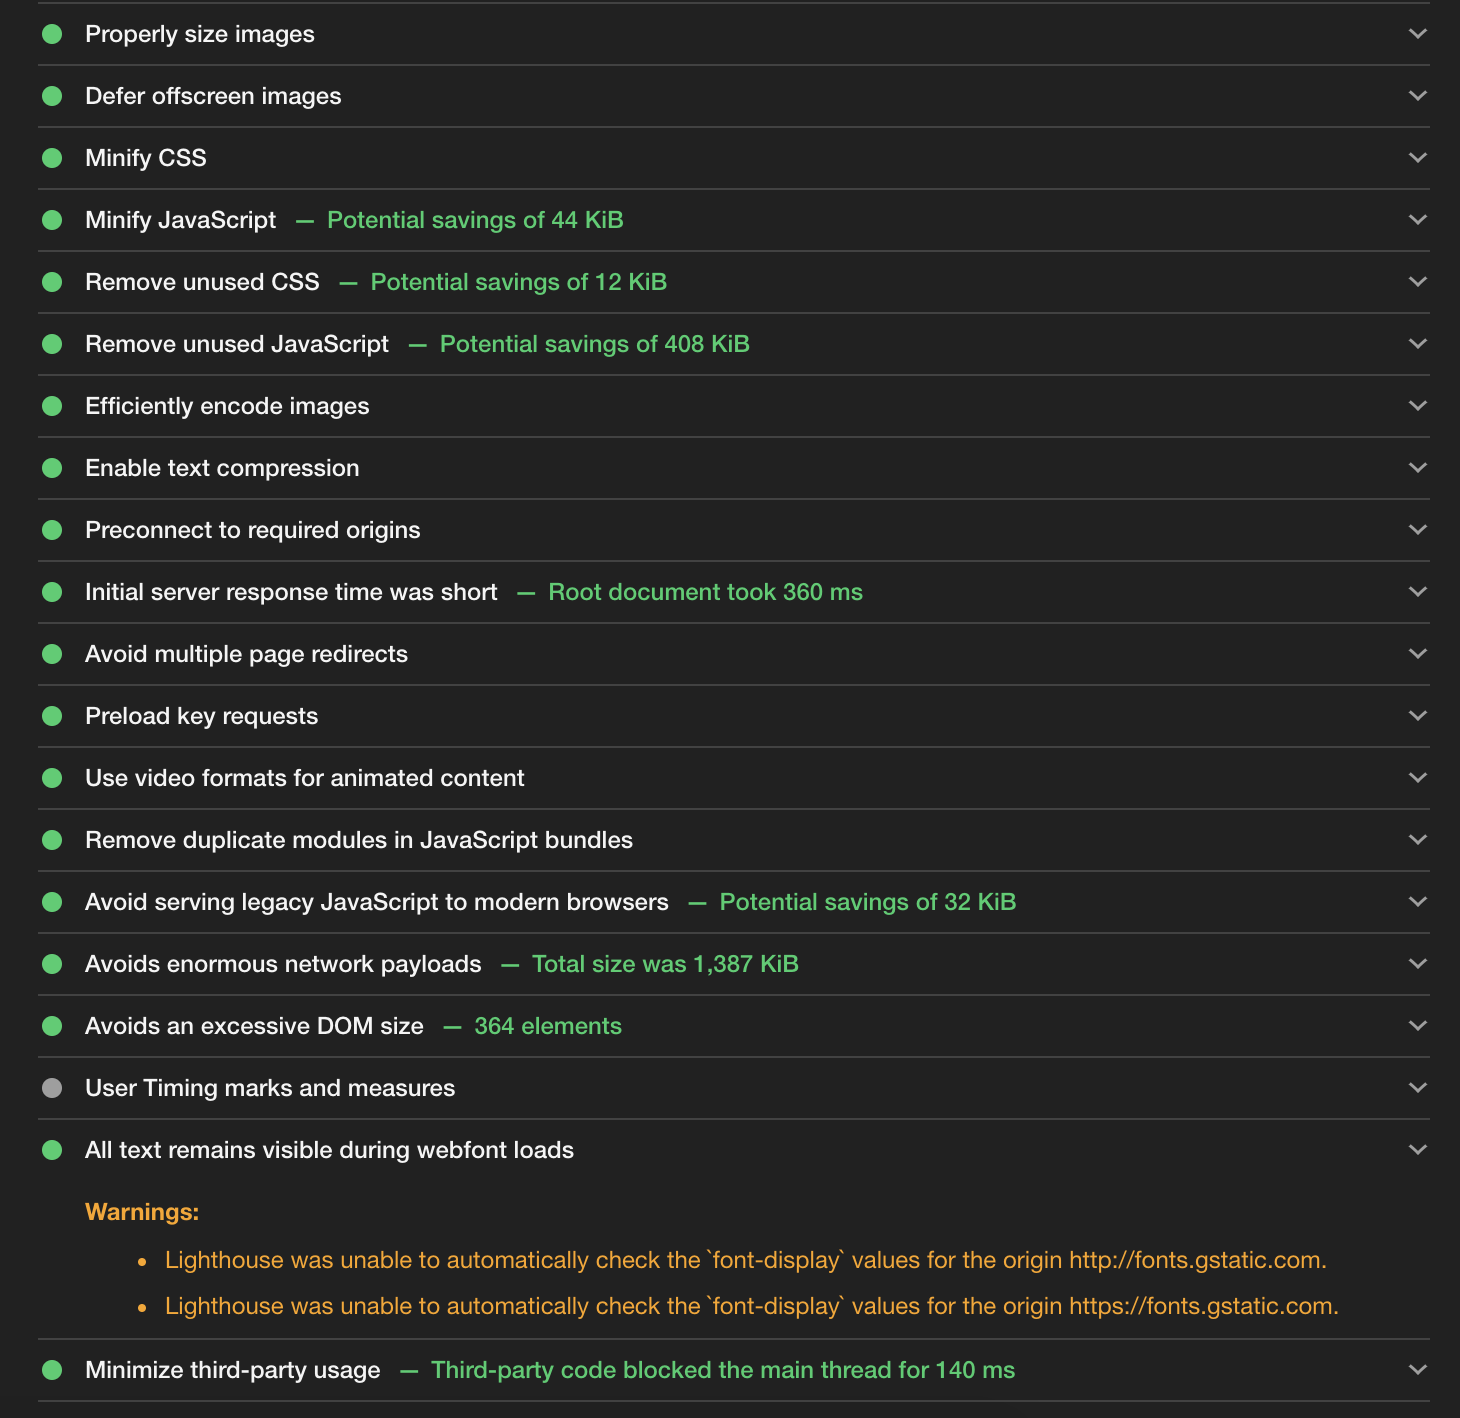 Properly size images
Defer offscreen images
Minify CSS
Minify JavaScript — Potential savings of 44 KiB
Remove unused CSS — Potential savings of 12 KiB
Remove unused JavaScript — Potential savings of 408 KiB
Efficiently encode images
Enable text compression
Preconnect to required origins
Initial server response time was short — Root document took 360 ms
Avoid multiple page redirects
Preload key requests
Use video formats for animated content
Remove duplicate modules in JavaScript bundles
Avoid serving legacy JavaScript to modern browsers — Potential savings of 32 KiB
Avoids enormous network payloads — Total size was 1,387 KiB
Avoids an excessive DOM size — 364 elements
User Timing marks and measures
All text remains visible during webfont loads
Warnings:
• Lighthouse was unable to automatically check the `font-display` values for the origin http://fonts.gstatic.com.
• Lighthouse was unable to automatically check the `font-display` values for the origin https://fonts.gstatic.com.
Minimize third-party usage — Third-party code blocked the main thread for 140 ms